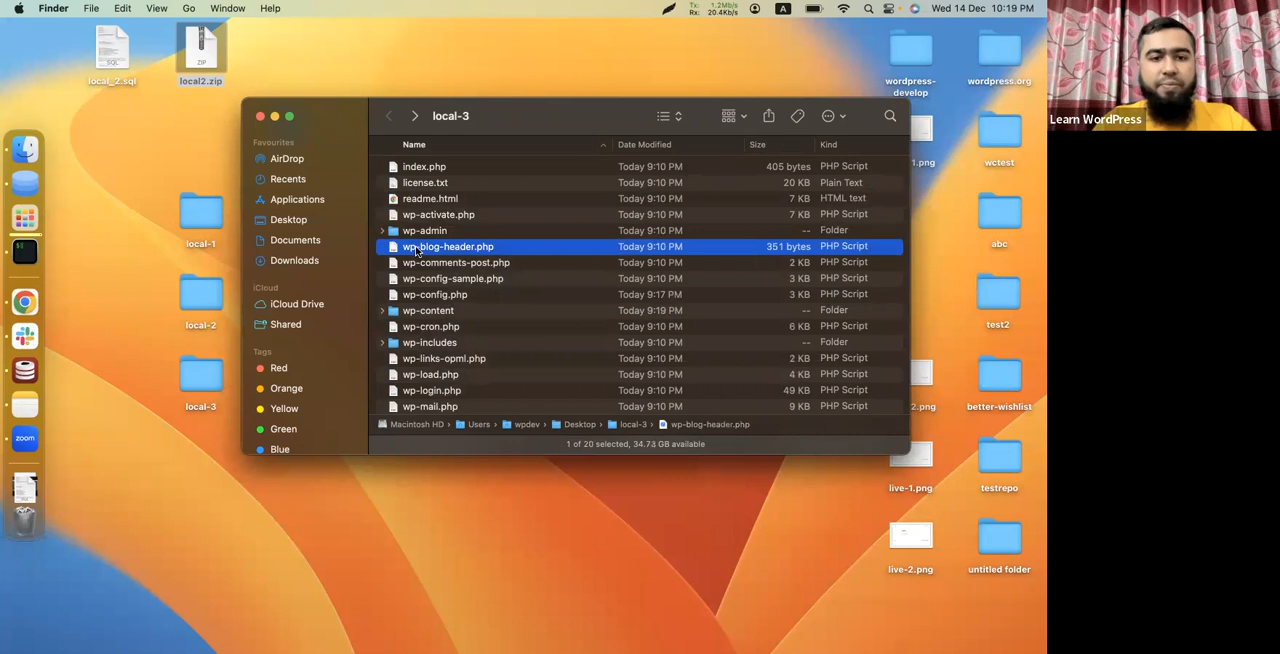 Finder File Edit View Go Window Help
Tx: 1.2Mb/s
Rx: 20.4Kb/s
A
Wed 14 Dec 10:19 PM
SQL
local_2.sql
ZIP
local2.zip
local-1
local-2
local-3
zoom
local-3
Favourites
AirDrop
Recents
Applications
Desktop
Documents
Downloads
iCloud
iCloud Drive
Shared
Tags
Red
Orange
Yellow
Green
Blue
Name Date Modified Size Kind
index.php Today 9:10 PM 405 bytes PHP Script
license.txt Today 9:10 PM 20 KB Plain Text
readme.html Today 9:10 PM 7 KB HTML text
wp-activate.php Today 9:10 PM 7 KB PHP Script
wp-admin Today 9:10 PM -- Folder
wp-blog-header.php Today 9:10 PM 351 bytes PHP Script
wp-comments-post.php Today 9:10 PM 2 KB PHP Script
wp-config-sample.php Today 9:10 PM 3 KB PHP Script
wp-config.php Today 9:17 PM 3 KB PHP Script
wp-content Today 9:19 PM -- Folder
wp-cron.php Today 9:10 PM 6 KB PHP Script
wp-includes Today 9:10 PM -- Folder
wp-links-opml.php Today 9:10 PM 2 KB PHP Script
wp-load.php Today 9:10 PM 4 KB PHP Script
wp-login.php Today 9:10 PM 49 KB PHP Script
wp-mail.php Today 9:10 PM 9 KB PHP Script
Macintosh HD › Users › wpdev › Desktop › local-3 › wp-blog-header.php
1 of 20 selected, 34.73 GB available
wordpress-
develop
wordpress.org
1.png
wctest
abc
test2
2.png
better-wishlist
live-1.png
testrepo
live-2.png
untitled folder
Learn WordPress